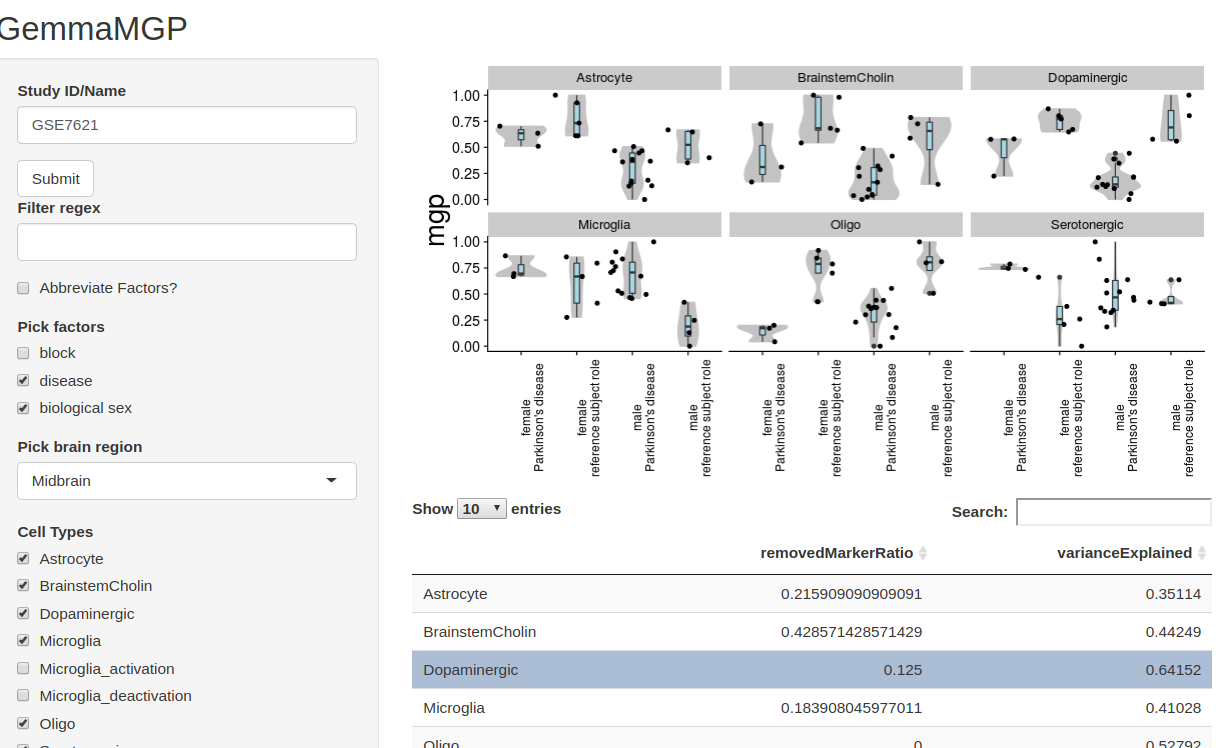 GemmaMGP
Study ID/Name
GSE7621
Submit
Filter regex
Abbreviate Factors?
Pick factors
block
disease
biological sex
Pick brain region
Midbrain
Cell Types
Astrocyte
BrainstemCholin
Dopaminergic
Microglia
Microglia_activation
Microglia_deactivation
Oligo
mgp
Astrocyte
BrainstemCholin
Dopaminergic
1.00
0.75
0.50
0.25
0.00
Microglia
Oligo
Serotonergic
1.00
0.75
0.50
0.25
0.00
female
Parkinson's disease
female
reference subject role
male
Parkinson's disease
male
reference subject role
female
Parkinson's disease
female
reference subject role
male
Parkinson's disease
male
reference subject role
female
Parkinson's disease
female
reference subject role
male
Parkinson's disease
male
reference subject role
Show 10 entries
Search:
removedMarkerRatio varianceExplained
Astrocyte 0.215909090909091 0.35114
BrainstemCholin 0.428571428571429 0.44249
Dopaminergic 0.125 0.64152
Microglia 0.183908045977011 0.41028
Oligo 0 0.52792